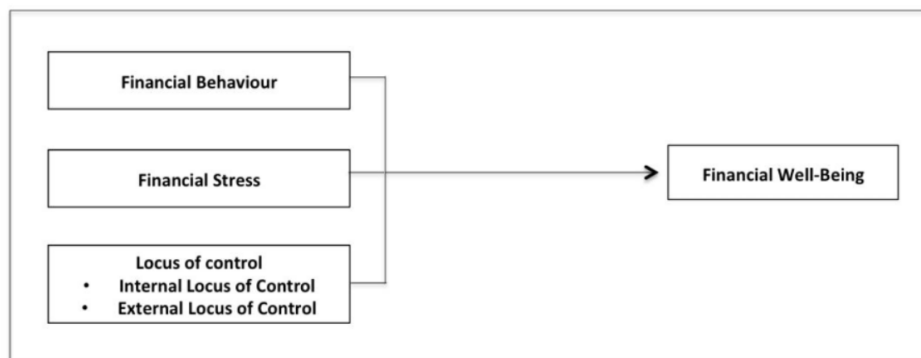 Financial Behaviour
Financial Stress
Financial Well-Being
Locus of control
• Internal Locus of Control
• External Locus of Control